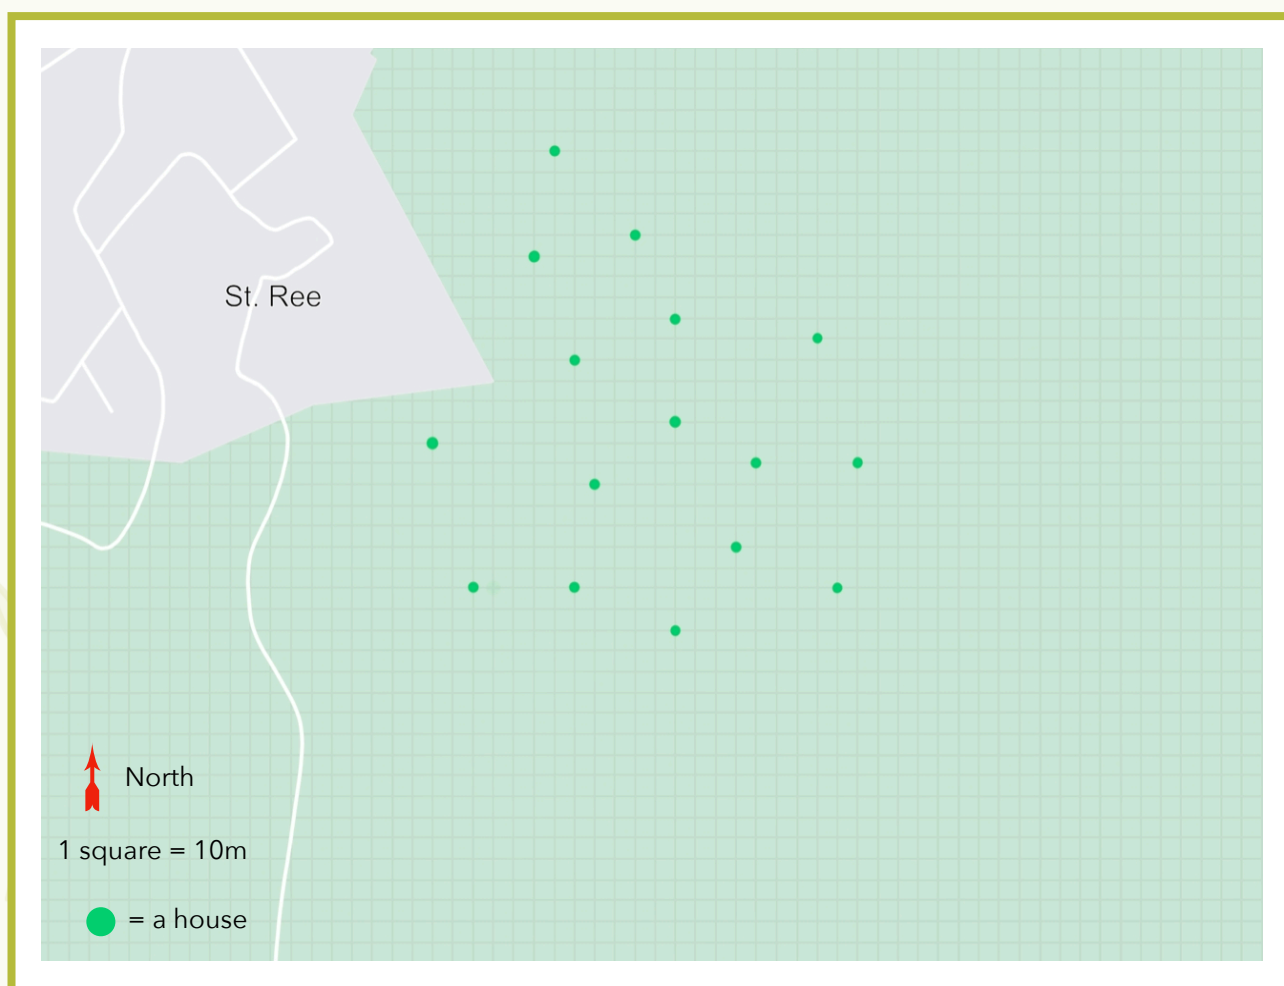 St. Ree
North
1 square = 10m
= a house